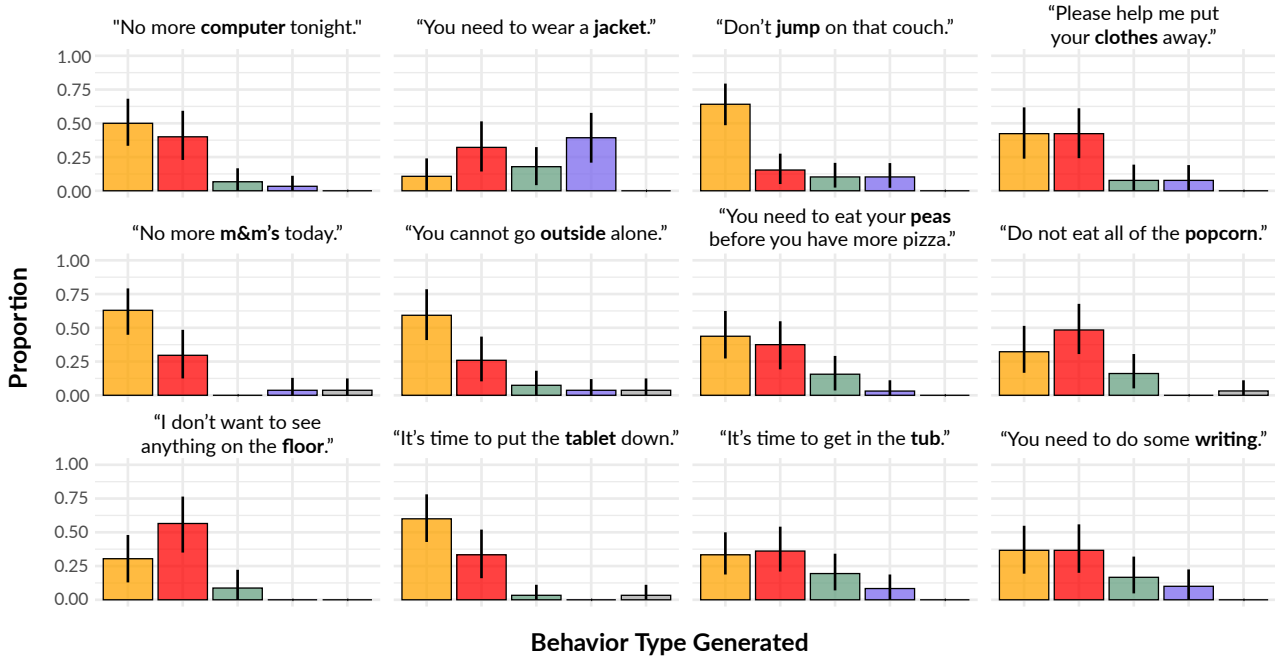 "No more computer tonight."
“You need to wear a jacket.”
“Don’t jump on that couch.”
“Please help me put
your clothes away.”
1.00
0.75
0.50
0.25
0.00
“No more m&m’s today.”
“You cannot go outside alone.”
“You need to eat your peas
before you have more pizza.”
“Do not eat all of the popcorn.”
1.00
0.75
0.50
0.25
0.00
Proportion
“I don’t want to see
anything on the floor.”
“It’s time to put the tablet down.”
“It’s time to get in the tub.”
“You need to do some writing.”
1.00
0.75
0.50
0.25
0.00
Behavior Type Generated